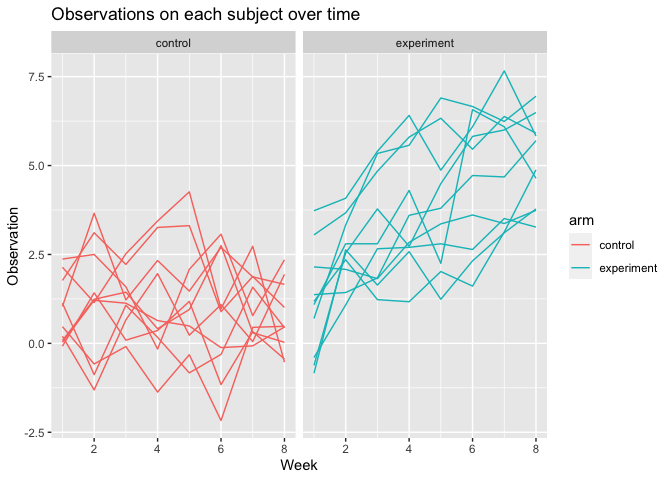 Observations on each subject over time
control
experiment
7.5
5.0
2.5
0.0
-2.5
2
4
6
8
2
4
6
8
Week
Observation
arm
control
experiment